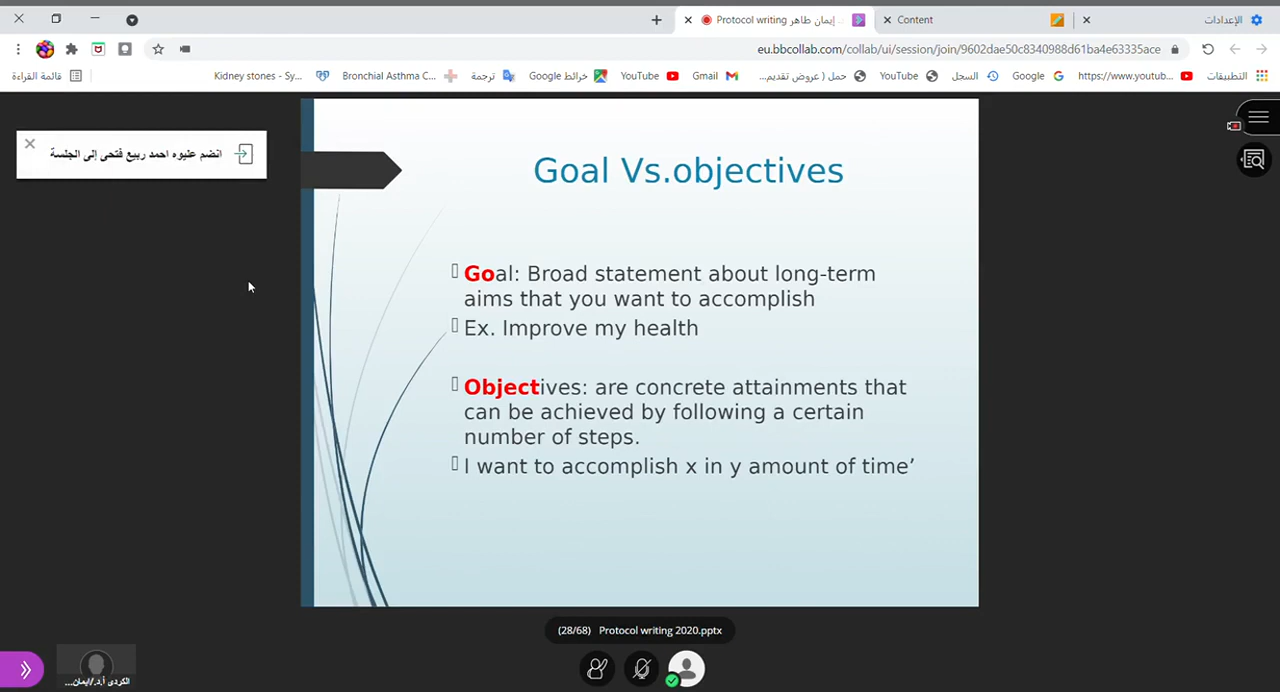 Protocol writing إيمان طاهر ...
Content
الإعدادات
eu.bbcollab.com/collab/ui/session/join/9602dae50c8340988d61ba4e63335ace
التطبيقات
https://www.youtub...
Google
السجل
YouTube
حمل ( عروض تقديم...
Gmail
YouTube
خرائط Google
ترجمة
Bronchial Asthma C...
Kidney stones - Sy...
قائمة القراءة
انضم عليوه احمد ربيع فتحى إلى الجلسة
Goal Vs.objectives
Goal: Broad statement about long-term
aims that you want to accomplish
Ex. Improve my health
Objectives: are concrete attainments that
can be achieved by following a certain
number of steps.
I want to accomplish x in y amount of time’
(28/68) Protocol writing 2020.pptx
الكردى أ.د./ايمان...